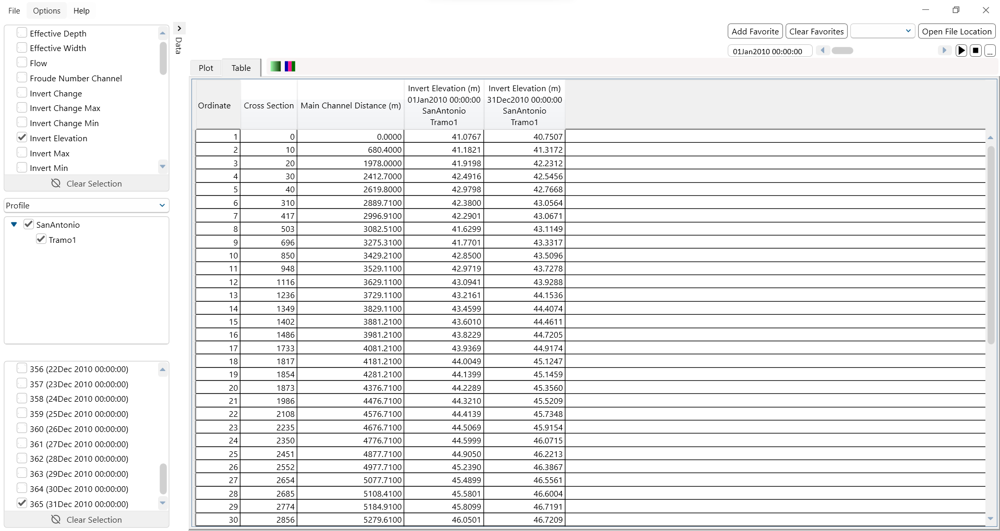 File Options Help
Effective Depth
Effective Width
Flow
Froude Number Channel
Invert Change
Invert Change Max
Invert Change Min
Invert Elevation
Invert Max
Invert Min
Clear Selection
Profile
SanAntonio
Tramo1
356 (22Dec 2010 00:00:00)
357 (23Dec 2010 00:00:00)
358 (24Dec 2010 00:00:00)
359 (25Dec 2010 00:00:00)
360 (26Dec 2010 00:00:00)
361 (27Dec 2010 00:00:00)
362 (28Dec 2010 00:00:00)
363 (29Dec 2010 00:00:00)
364 (30Dec 2010 00:00:00)
365 (31Dec 2010 00:00:00)
Clear Selection
Data
Add Favorite Clear Favorites Open File Location
01Jan2010 00:00:00 ...
Plot Table
Ordinate Cross Section Main Channel Distance (m)
Invert Elevation (m) Invert Elevation (m)
01Jan2010 00:00:00 31Dec2010 00:00:00
SanAntonio SanAntonio
Tramo1 Tramo1
1 0 0.0000 41.0767 40.7507
2 10 680.4000 41.1821 41.3172
3 20 1978.0000 41.9198 42.2312
4 30 2412.7000 42.4916 42.5456
5 40 2619.8000 42.9798 42.7668
6 310 2889.7100 42.3800 43.0564
7 417 2996.9100 42.2901 43.0671
8 503 3082.5100 41.6299 43.1149
9 696 3275.3100 41.7701 43.3317
10 850 3429.2100 42.8500 43.5096
11 948 3529.1100 42.9719 43.7278
12 1116 3629.1100 43.0941 43.9288
13 1236 3729.1100 43.2161 44.1536
14 1349 3829.1100 43.4599 44.4074
15 1402 3881.2100 43.6010 44.4611
16 1486 3981.2100 43.8229 44.7205
17 1733 4081.2100 43.9369 44.9174
18 1817 4181.2100 44.0049 45.1247
19 1854 4281.2100 44.1399 45.1459
20 1873 4376.7100 44.2289 45.3560
21 1986 4476.7100 44.3210 45.5209
22 2108 4576.7100 44.4139 45.7348
23 2235 4676.7100 44.5069 45.9154
24 2350 4776.7100 44.5999 46.0715
25 2451 4877.7100 44.9050 46.2213
26 2552 4977.7100 45.2390 46.3867
27 2654 5077.7100 45.4899 46.5561
28 2685 5108.4100 45.5801 46.6004
29 2774 5184.9100 45.8099 46.7191
30 2856 5279.6100 46.0501 46.7209